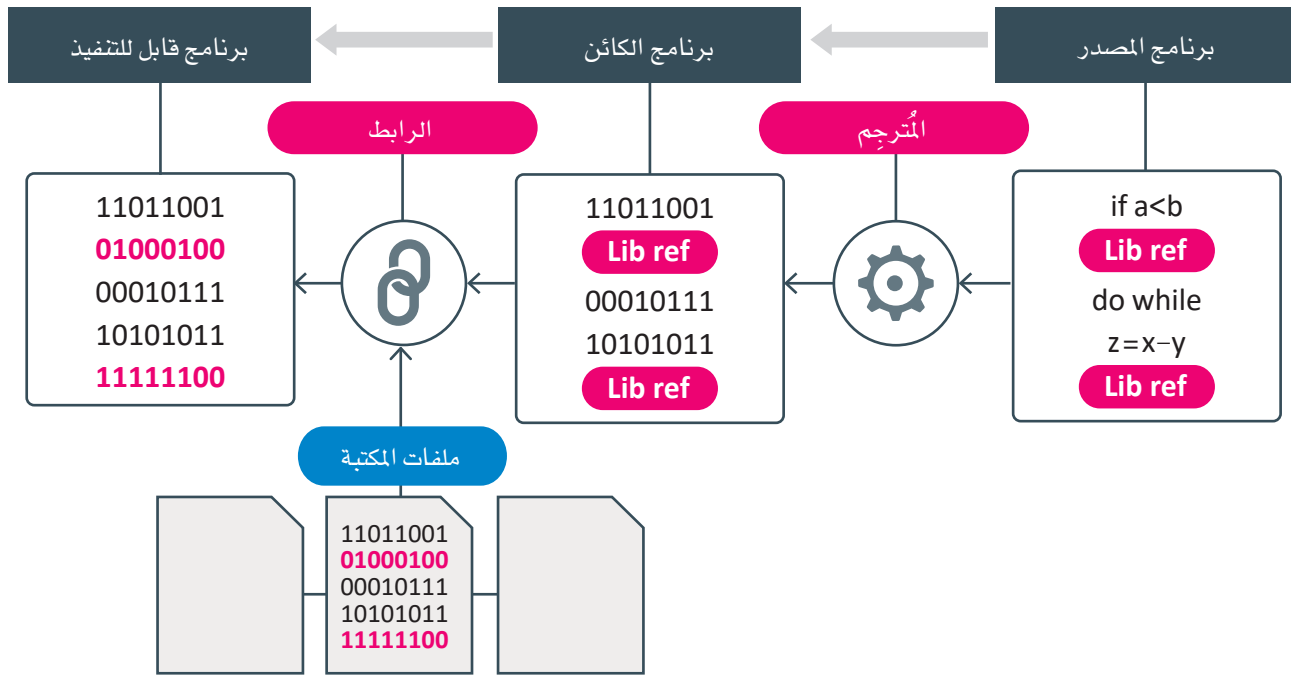 برنامج المصدر
برنامج الكائن
برنامج قابل للتنفيذ
المُترجِم
الرابط
if a<b
Lib ref
do while
z=x−y
Lib ref
11011001
Lib ref
00010111
10101011
Lib ref
11011001
01000100
00010111
10101011
11111100
ملفات المكتبة
11011001
01000100
00010111
10101011
11111100